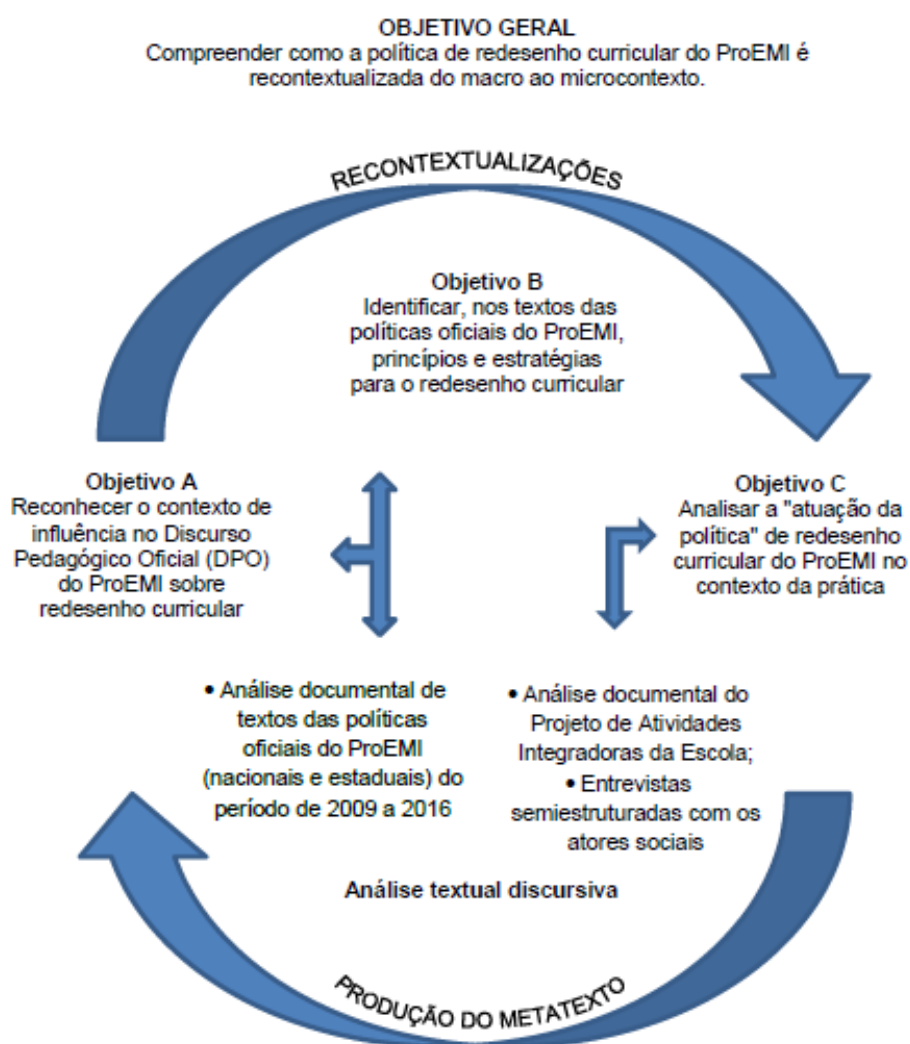 OBJETIVO GERAL
Compreender como a política de redesenho curricular do ProEMI é
recontextualizada do macro ao microcontexto.
RECONTEXTUALIZAÇÕES
Objetivo B
Identificar, nos textos das
políticas oficiais do ProEMI,
princípios e estratégias
para o redesenho curricular
Objetivo A
Reconhecer o contexto de
influência no Discurso
Pedagógico Oficial (DPO)
do ProEMI sobre
redesenho curricular
Objetivo C
Analisar a "atuação da
política" de redesenho
curricular do ProEMI no
contexto da prática
• Análise documental de
textos das políticas
oficiais do ProEMI
(nacionais e estaduais) do
período de 2009 a 2016
• Análise documental do
Projeto de Atividades
Integradoras da Escola;
• Entrevistas
semiestruturadas com os
atores sociais
Análise textual discursiva
PRODUÇÃO DO METATEXTO